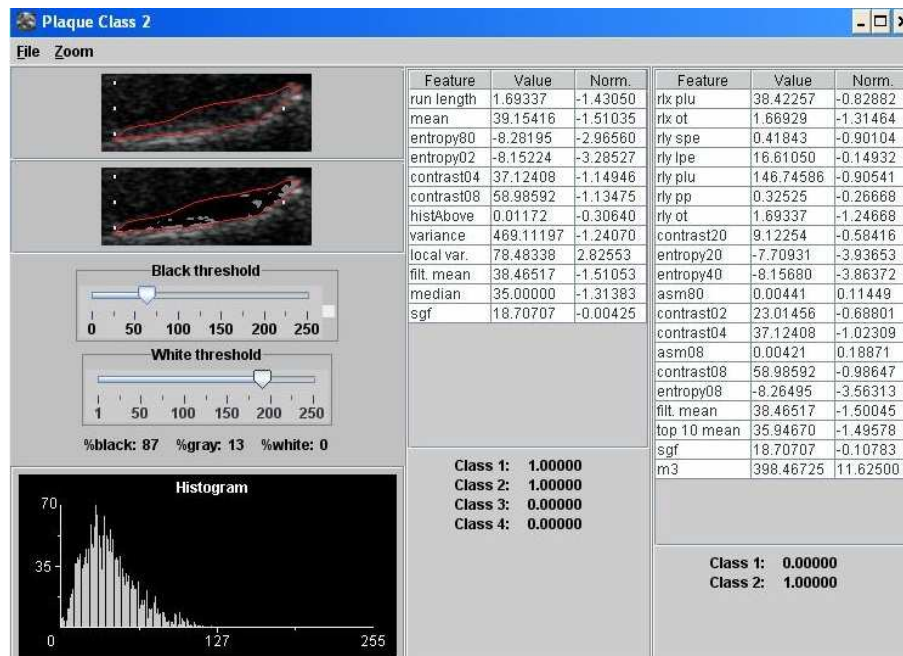 Plaque Class 2
File Zoom
Black threshold
0 50 100 150 200 250
White threshold
1 50 100 150 200 250
%black: 87 %gray: 13 %white: 0
Histogram
70
35
0 127 255
Feature Value Norm.
run length 1.69337 -1.43050
mean 39.15416 -1.51035
entropy80 -8.28195 -2.96560
entropy02 -8.15224 -3.28527
contrast04 37.12408 -1.14946
contrast08 58.98592 -1.13475
histAbove 0.01172 -0.30640
variance 469.11197 -1.24070
local var. 78.48338 2.82553
filt. mean 38.46517 -1.51053
median 35.00000 -1.31383
sgf 18.70707 -0.00425
Class 1: 1.00000
Class 2: 1.00000
Class 3: 0.00000
Class 4: 0.00000
Feature Value Norm.
rlx plu 38.42257 -0.82882
rlx ot 1.66929 -1.31464
rly spe 0.41843 -0.90104
rly lpe 16.61050 -0.14932
rly plu 146.74586 -0.90541
rly pp 0.32525 -0.26668
rly ot 1.69337 -1.24668
contrast20 9.12254 -0.58416
entropy20 -7.70931 -3.93653
entropy40 -8.15680 -3.86372
asm80 0.00441 0.11449
contrast02 23.01456 -0.68801
contrast04 37.12408 -1.02309
asm08 0.00421 0.18871
contrast08 58.98592 -0.98647
entropy08 -8.26495 -3.56313
filt. mean 38.46517 -1.50045
top 10 mean 35.94670 -1.49578
sgf 18.70707 -0.10783
m3 398.46725 11.62500
Class 1: 0.00000
Class 2: 1.00000